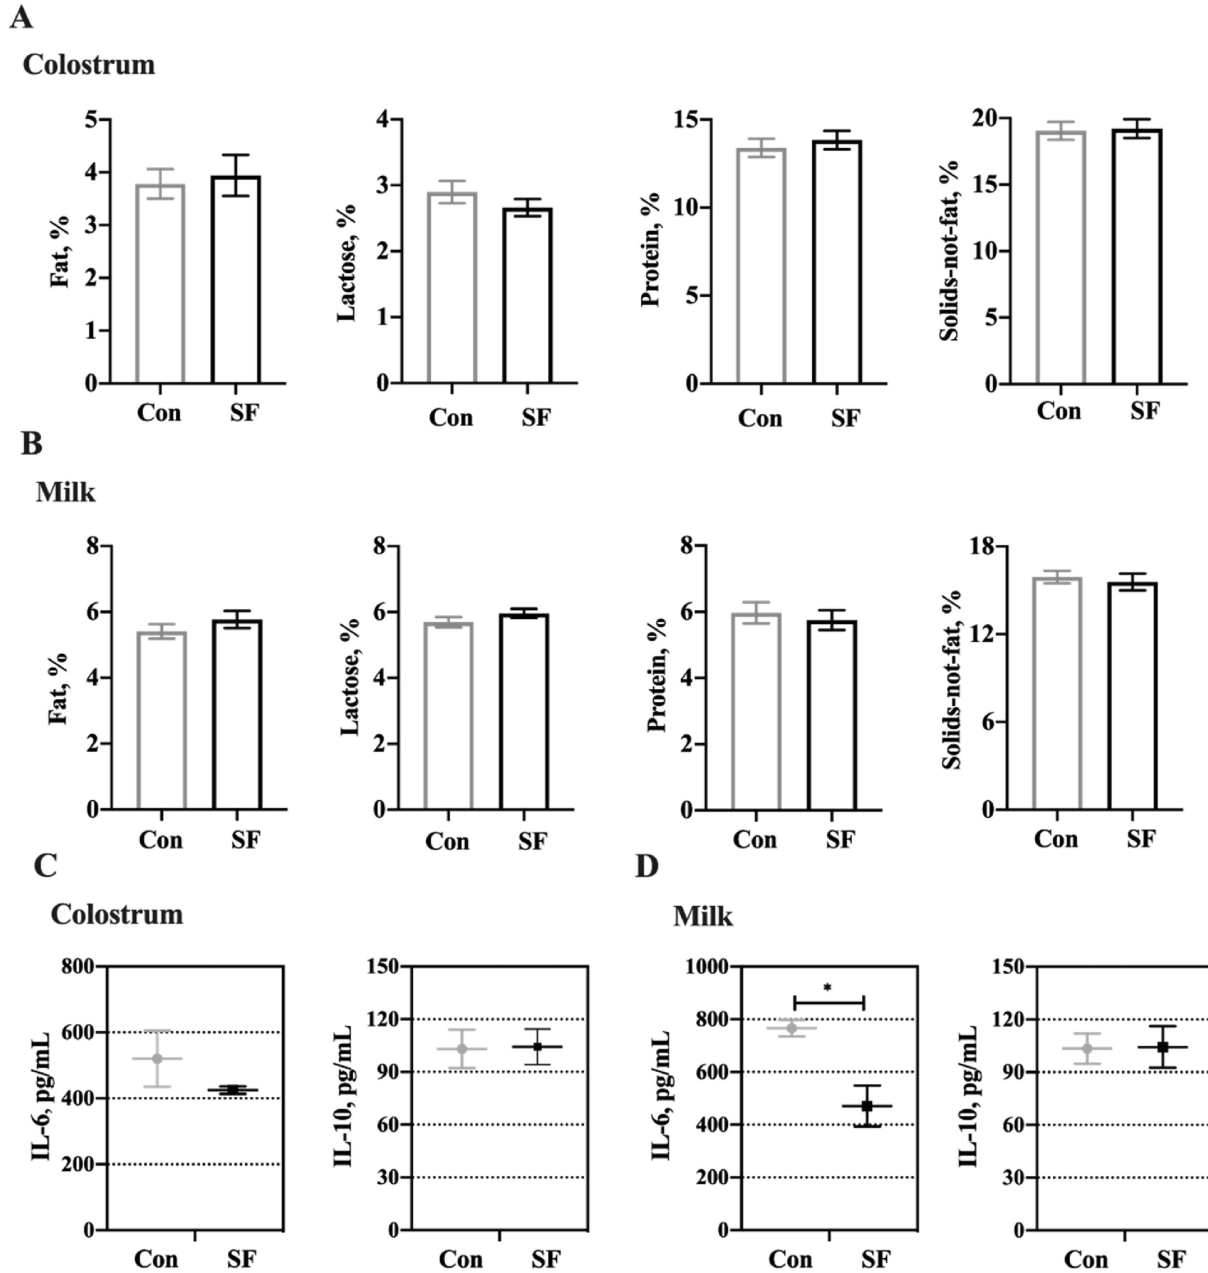 A
Colostrum
Fat, %
5
4
3
2
1
0
Con SF
Lactose, %
4
3
2
1
0
Con SF
Protein, %
15
10
5
0
Con SF
Solids-not-fat, %
20
15
10
5
0
Con SF
B
Milk
Fat, %
8
6
4
2
0
Con SF
Lactose, %
8
6
4
2
0
Con SF
Protein, %
8
6
4
2
0
Con SF
Solids-not-fat, %
18
12
6
0
Con SF
C
Colostrum
IL-6, pg/mL
800
600
400
200
0
Con SF
IL-10, pg/mL
150
120
90
60
30
0
Con SF
D
Milk
IL-6, pg/mL
1000
800
600
400
200
0
*
Con SF
IL-10, pg/mL
150
120
90
60
30
0
Con SF